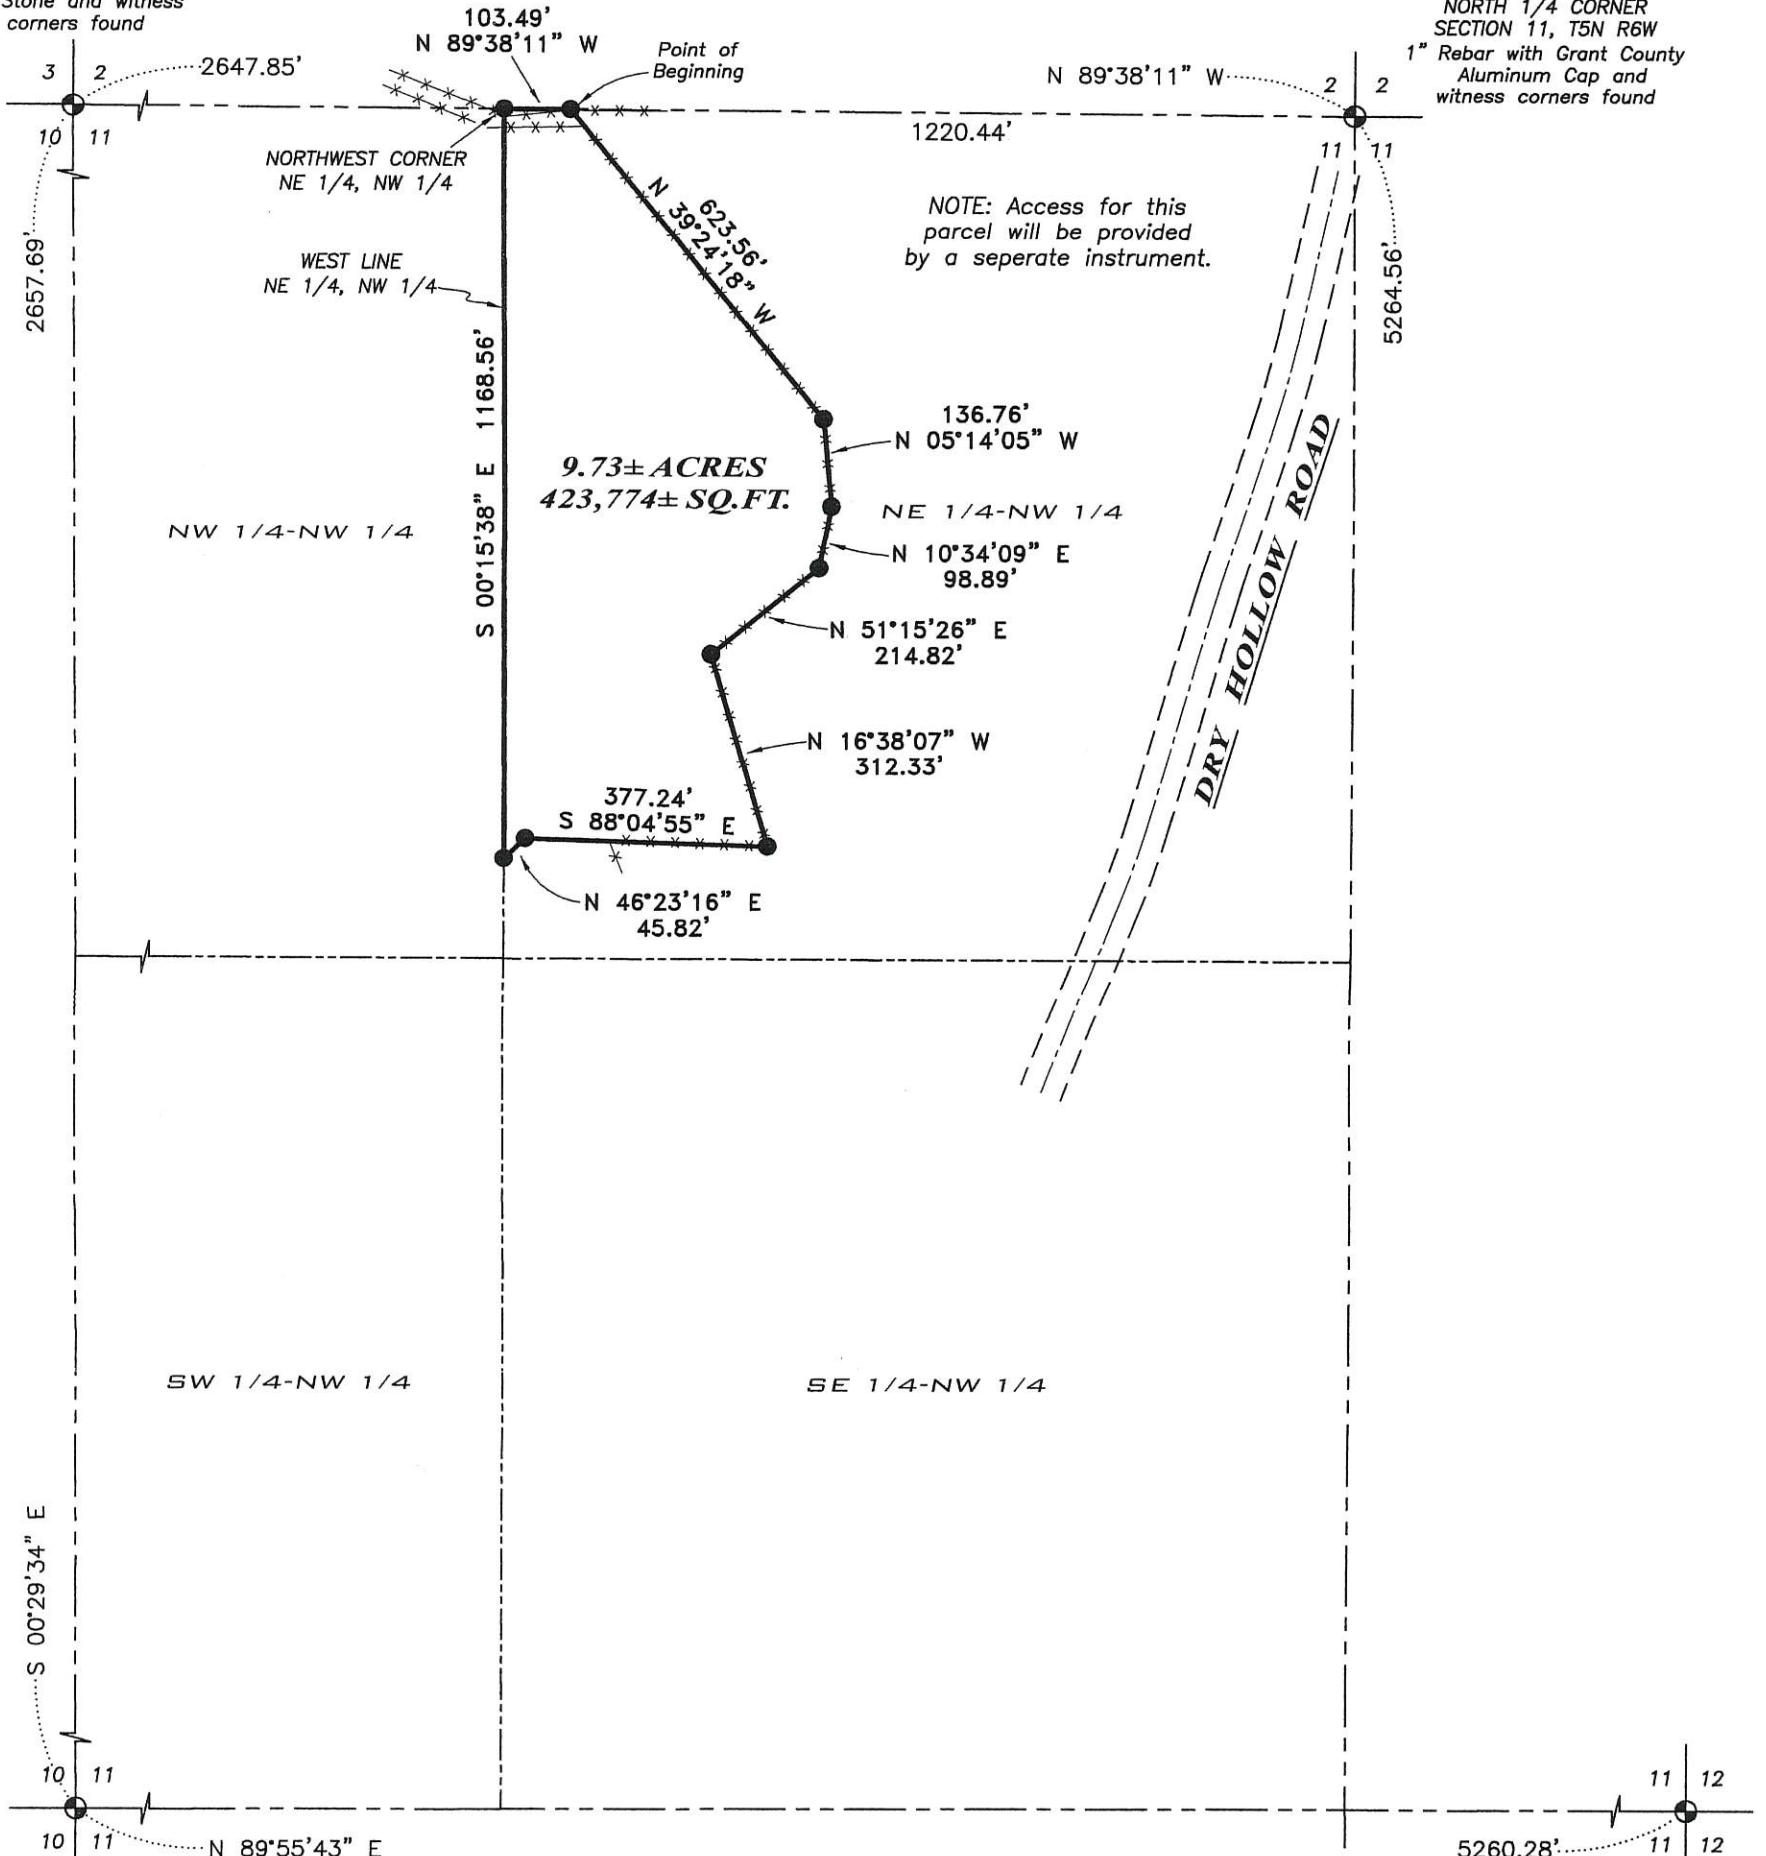 Stone and witness
corners found
103.49'
N 89°38'11" W
Point of
Beginning
NORTH 1/4 CORNER
SECTION 11, T5N R6W
1" Rebar with Grant County
Aluminum Cap and
witness corners found
3 2
2647.85'
N 89°38'11" W
2 2
10 11
1220.44'
11 11
NORTHWEST CORNER
NE 1/4, NW 1/4
2657.69'
WEST LINE
NE 1/4, NW 1/4
623.56'
N 39°24'18" W
NOTE: Access for this
parcel will be provided
by a seperate instrument.
5264.56'
S 00°15'38" E 1168.56'
136.76'
N 05°14'05" W
9.73± ACRES
423,774± SQ.FT.
NW 1/4-NW 1/4
NE 1/4-NW 1/4
N 10°34'09" E
98.89'
N 51°15'26" E
214.82'
DRY HOLLOW ROAD
N 16°38'07" W
312.33'
377.24'
S 88°04'55" E
N 46°23'16" E
45.82'
SW 1/4-NW 1/4
SE 1/4-NW 1/4
S 00°29'34" E
10 11
11 12
10 11
N 89°55'43" E
5260.28'
11 12